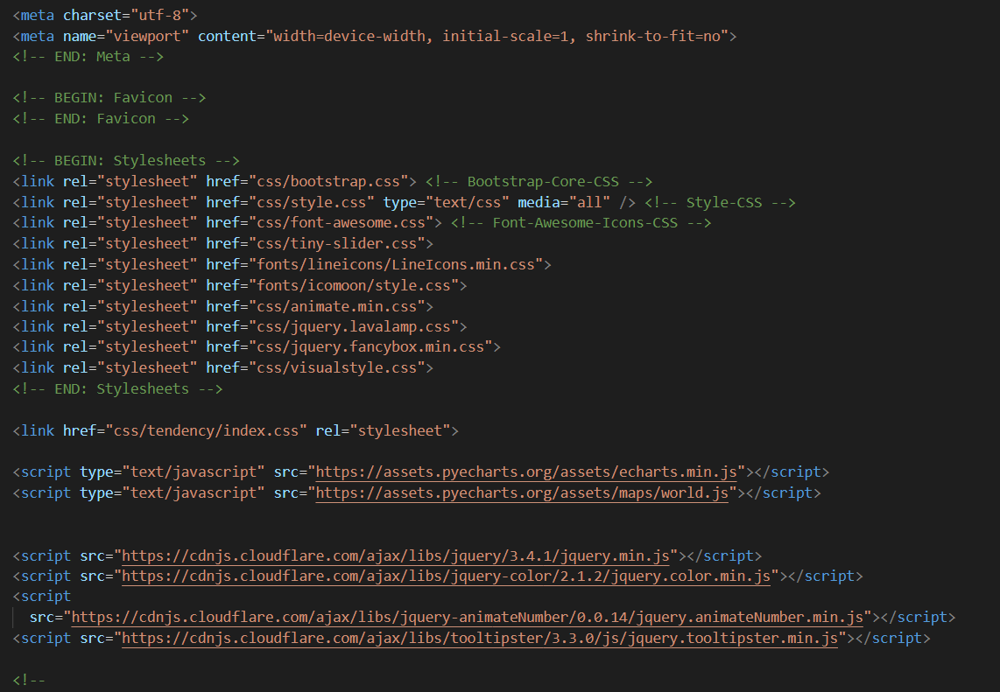 <meta charset="utf-8">
<meta name="viewport" content="width=device-width, initial-scale=1, shrink-to-fit=no">
<!-- END: Meta -->
<!-- BEGIN: Favicon -->
<!-- END: Favicon -->
<!-- BEGIN: Stylesheets -->
<link rel="stylesheet" href="css/bootstrap.css"> <!-- Bootstrap-Core-CSS -->
<link rel="stylesheet" href="css/style.css" type="text/css" media="all" /> <!-- Style-CSS -->
<link rel="stylesheet" href="css/font-awesome.css"> <!-- Font-Awesome-Icons-CSS -->
<link rel="stylesheet" href="css/tiny-slider.css">
<link rel="stylesheet" href="fonts/lineicons/LineIcons.min.css">
<link rel="stylesheet" href="fonts/icomoon/style.css">
<link rel="stylesheet" href="css/animate.min.css">
<link rel="stylesheet" href="css/jquery.lavalamp.css">
<link rel="stylesheet" href="css/jquery.fancybox.min.css">
<link rel="stylesheet" href="css/visualstyle.css">
<!-- END: Stylesheets -->
<link href="css/tendency/index.css" rel="stylesheet">
<script type="text/javascript" src="https://assets.pyecharts.org/assets/echarts.min.js"></script>
<script type="text/javascript" src="https://assets.pyecharts.org/assets/maps/world.js"></script>
<script src="https://cdnjs.cloudflare.com/ajax/libs/jquery/3.4.1/jquery.min.js"></script>
<script src="https://cdnjs.cloudflare.com/ajax/libs/jquery-color/2.1.2/jquery.color.min.js"></script>
<script
src="https://cdnjs.cloudflare.com/ajax/libs/jquery-animateNumber/0.0.14/jquery.animateNumber.min.js"></script>
<script src="https://cdnjs.cloudflare.com/ajax/libs/tooltipster/3.3.0/js/jquery.tooltipster.min.js"></script>
<!--